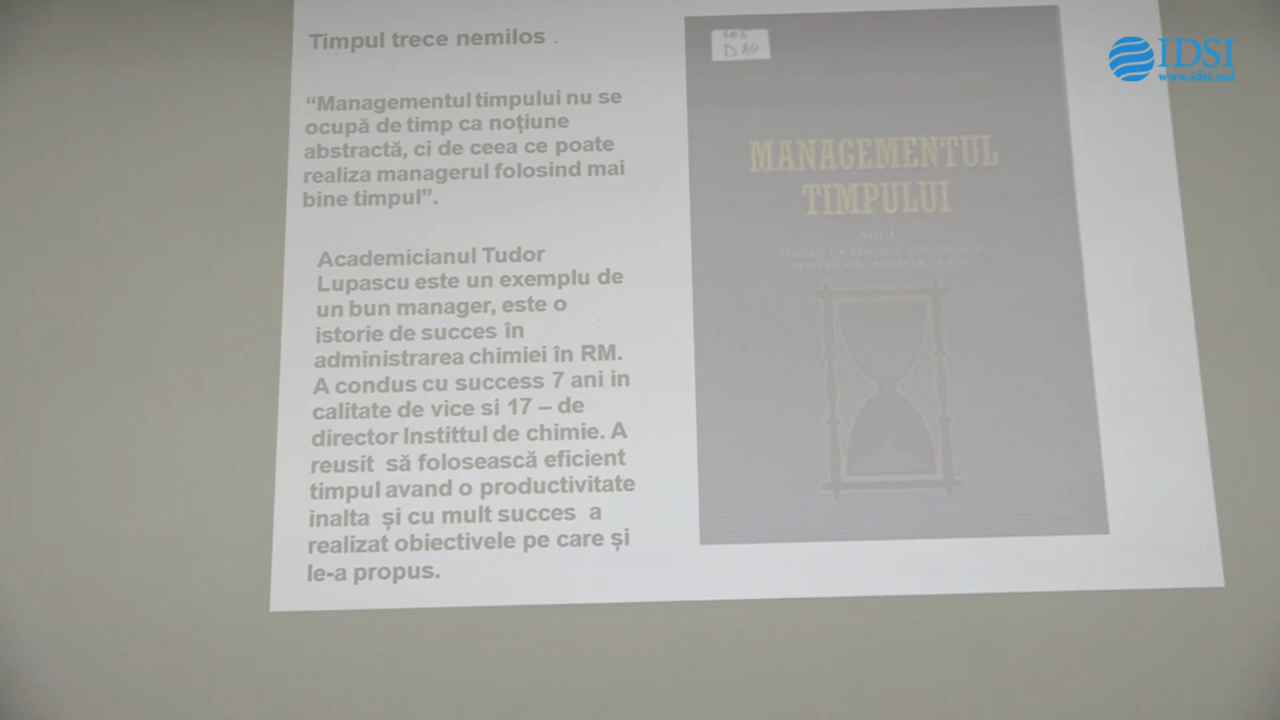 Timpul trece nemilos .
“Managementul timpului nu se
ocupă de timp ca noțiune
abstractă, ci de ceea ce poate
realiza managerul folosind mai
bine timpul”.
Academicianul Tudor
Lupascu este un exemplu de
un bun manager, este o
istorie de succes în
administrarea chimiei în RM.
A condus cu success 7 ani in
calitate de vice si 17 – de
director Instittul de chimie. A
reusit să folosească eficient
timpul avand o productivitate
inalta și cu mult succes a
realizat obiectivele pe care și
le-a propus.
MANAGEMENTUL
TIMPULUI
VOL. I
IDSI
www.idsi.md